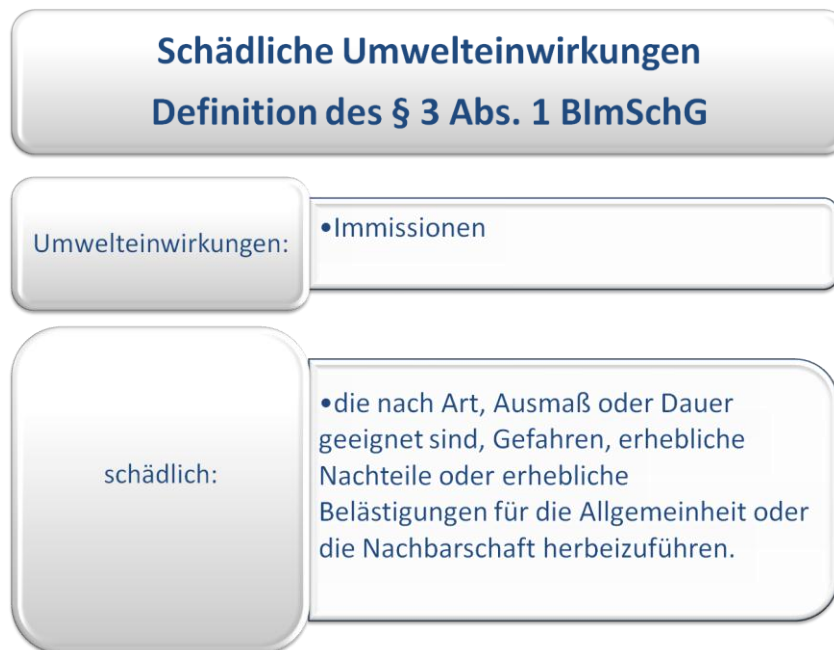 Schädliche Umwelteinwirkungen
Definition des § 3 Abs. 1 BImSchG
Umwelteinwirkungen:
•Immissionen
schädlich:
•die nach Art, Ausmaß oder Dauer
geeignet sind, Gefahren, erhebliche
Nachteile oder erhebliche
Belästigungen für die Allgemeinheit oder
die Nachbarschaft herbeizuführen.